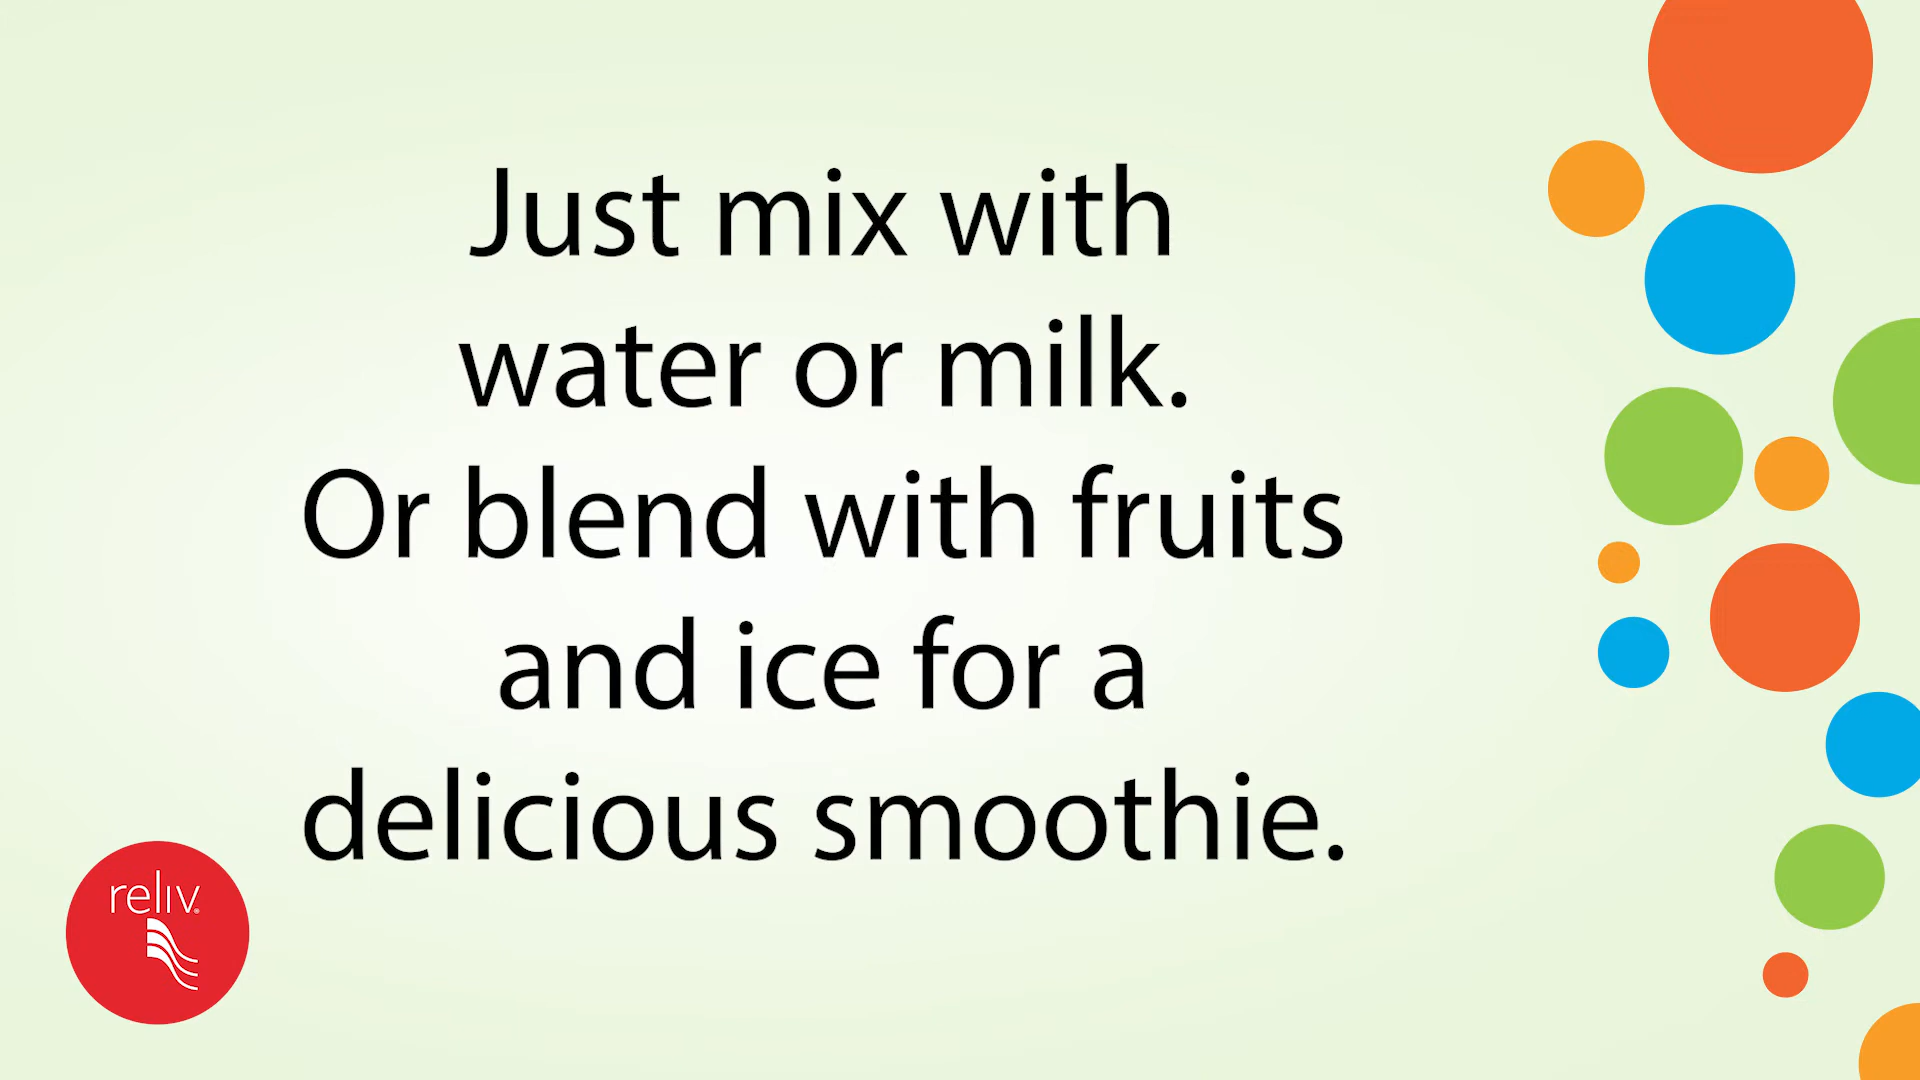 Just mix with
water or milk.
Or blend with fruits
and ice for a
delicious smoothie.
reliv®